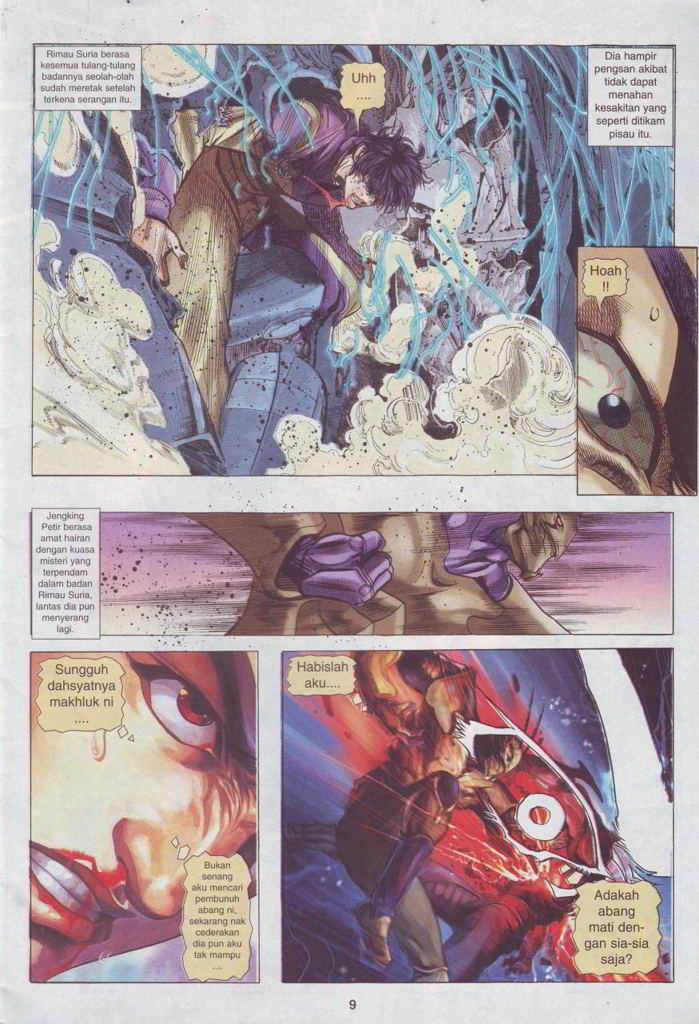 Rimau Suria berasa
kesemua tulang-tulang
badannya seolah-olah
sudah meretak setelah
terkena serangan itu.
Uhh
....
Dia hampir
pengsan akibat
tidak dapat
menahan
kesakitan yang
seperti ditikam
pisau itu.
Hoah
!!
Jengking
Petir berasa
amat hairan
dengan kuasa
misteri yang
terpendam
dalam badan
Rimau Suria,
lantas dia pun
menyerang
lagi.
Sungguh
dahsyatnya
makhluk ni
....
Bukan
senang
aku mencari
pembunuh
abang ni,
sekarang nak
cederakan
dia pun aku
tak mampu
....
Habislah
aku....
Adakah
abang
mati den-
gan sia-sia
saja?
9